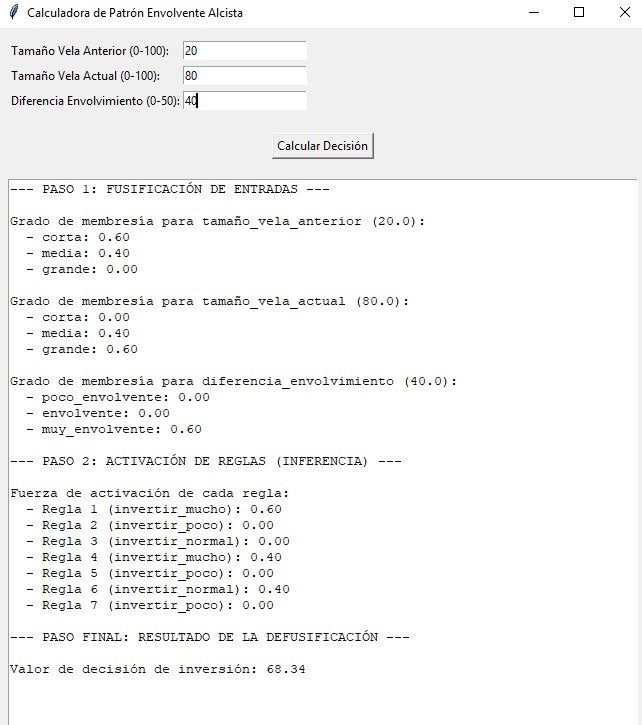 Calculadora de Patrón Envolvente Alcista
Tamaño Vela Anterior (0-100): 20
Tamaño Vela Actual (0-100): 80
Diferencia Envolvimiento (0-50): 40
Calcular Decisión
--- PASO 1: FUSIFICACIÓN DE ENTRADAS ---
Grado de membresía para tamaño_vela_anterior (20.0):
- corta: 0.60
- media: 0.40
- grande: 0.00
Grado de membresía para tamaño_vela_actual (80.0):
- corta: 0.00
- media: 0.40
- grande: 0.60
Grado de membresía para diferencia_envolvimiento (40.0):
- poco_envolvente: 0.00
- envolvente: 0.00
- muy_envolvente: 0.60
--- PASO 2: ACTIVACIÓN DE REGLAS (INFERENCIA) ---
Fuerza de activación de cada regla:
- Regla 1 (invertir_mucho): 0.60
- Regla 2 (invertir_poco): 0.00
- Regla 3 (invertir_normal): 0.00
- Regla 4 (invertir_mucho): 0.40
- Regla 5 (invertir_poco): 0.00
- Regla 6 (invertir_normal): 0.40
- Regla 7 (invertir_poco): 0.00
--- PASO FINAL: RESULTADO DE LA DEFUSIFICACIÓN ---
Valor de decisión de inversión: 68.34